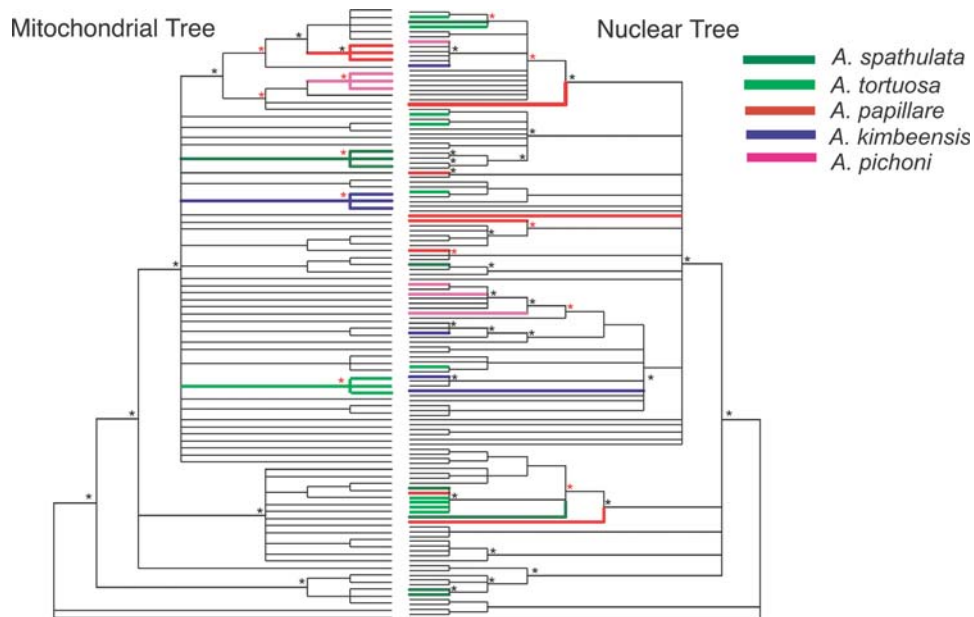 Mitochondrial Tree
Nuclear Tree
A. spathulata
A. tortuosa
A. papillare
A. kimbeensis
A. pichoni